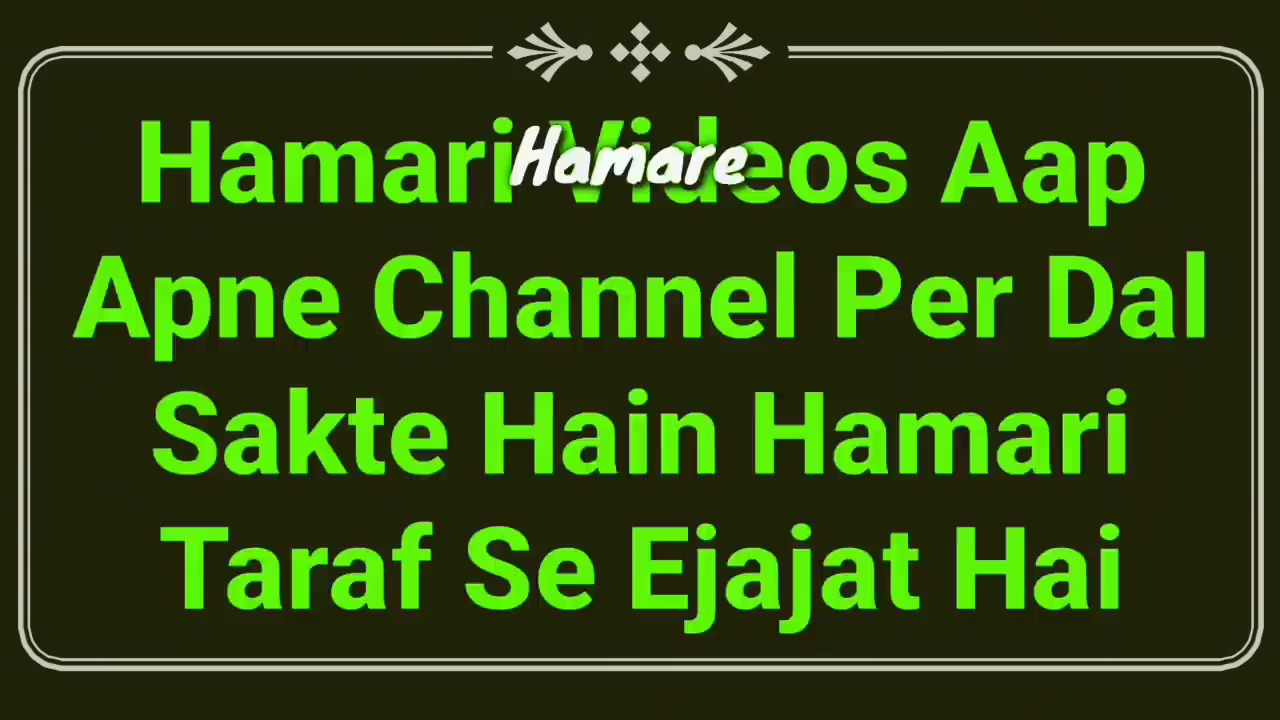 Hamari Videos Aap
Hamare
Apne Channel Per Dal
Sakte Hain Hamari
Taraf Se Ejajat Hai